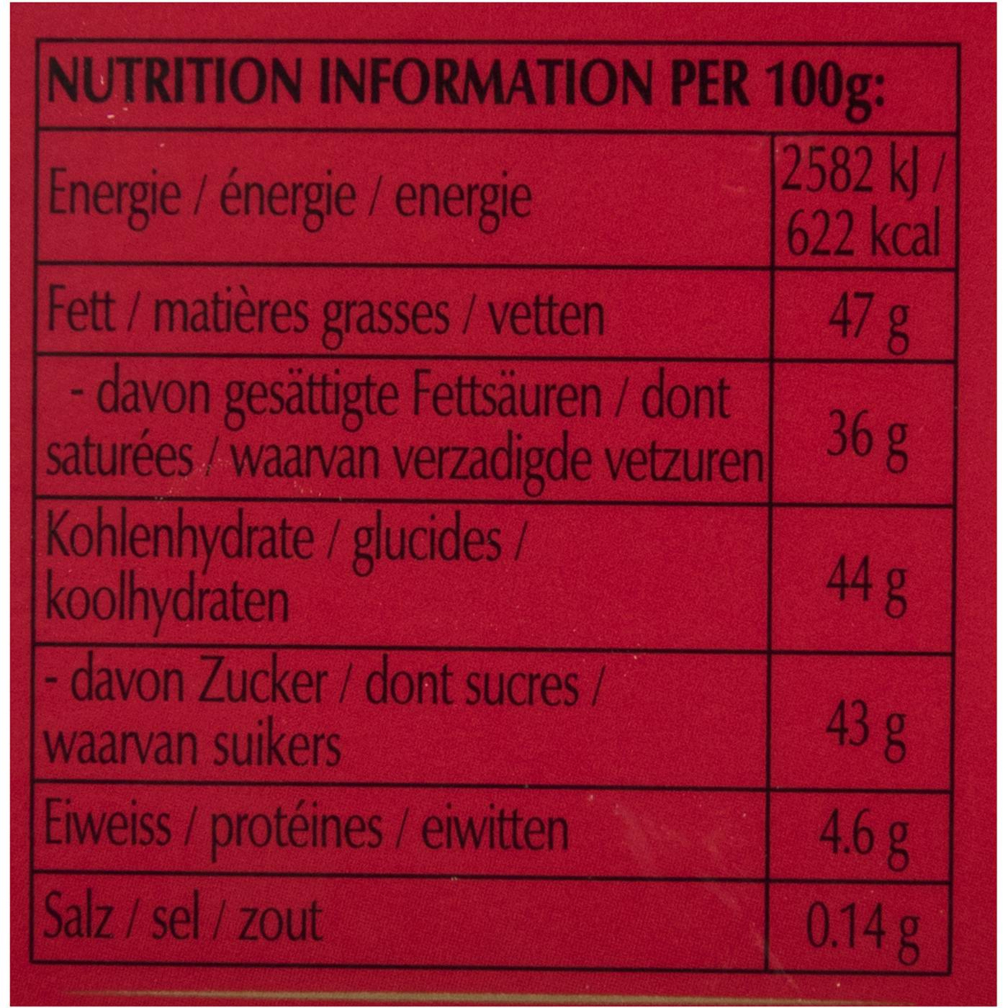 NUTRITION INFORMATION PER 100g:
Energie / énergie / energie
2582 kJ /
622 kcal
Fett / matières grasses / vetten
47 g
- davon gesättigte Fettsäuren / dont
saturées / waarvan verzadigde vetzuren
36 g
Kohlenhydrate / glucides /
koolhydraten
44 g
- davon Zucker / dont sucres /
waarvan suikers
43 g
Eiweiss / protéines / eiwitten
4.6 g
Salz / sel / zout
0.14 g